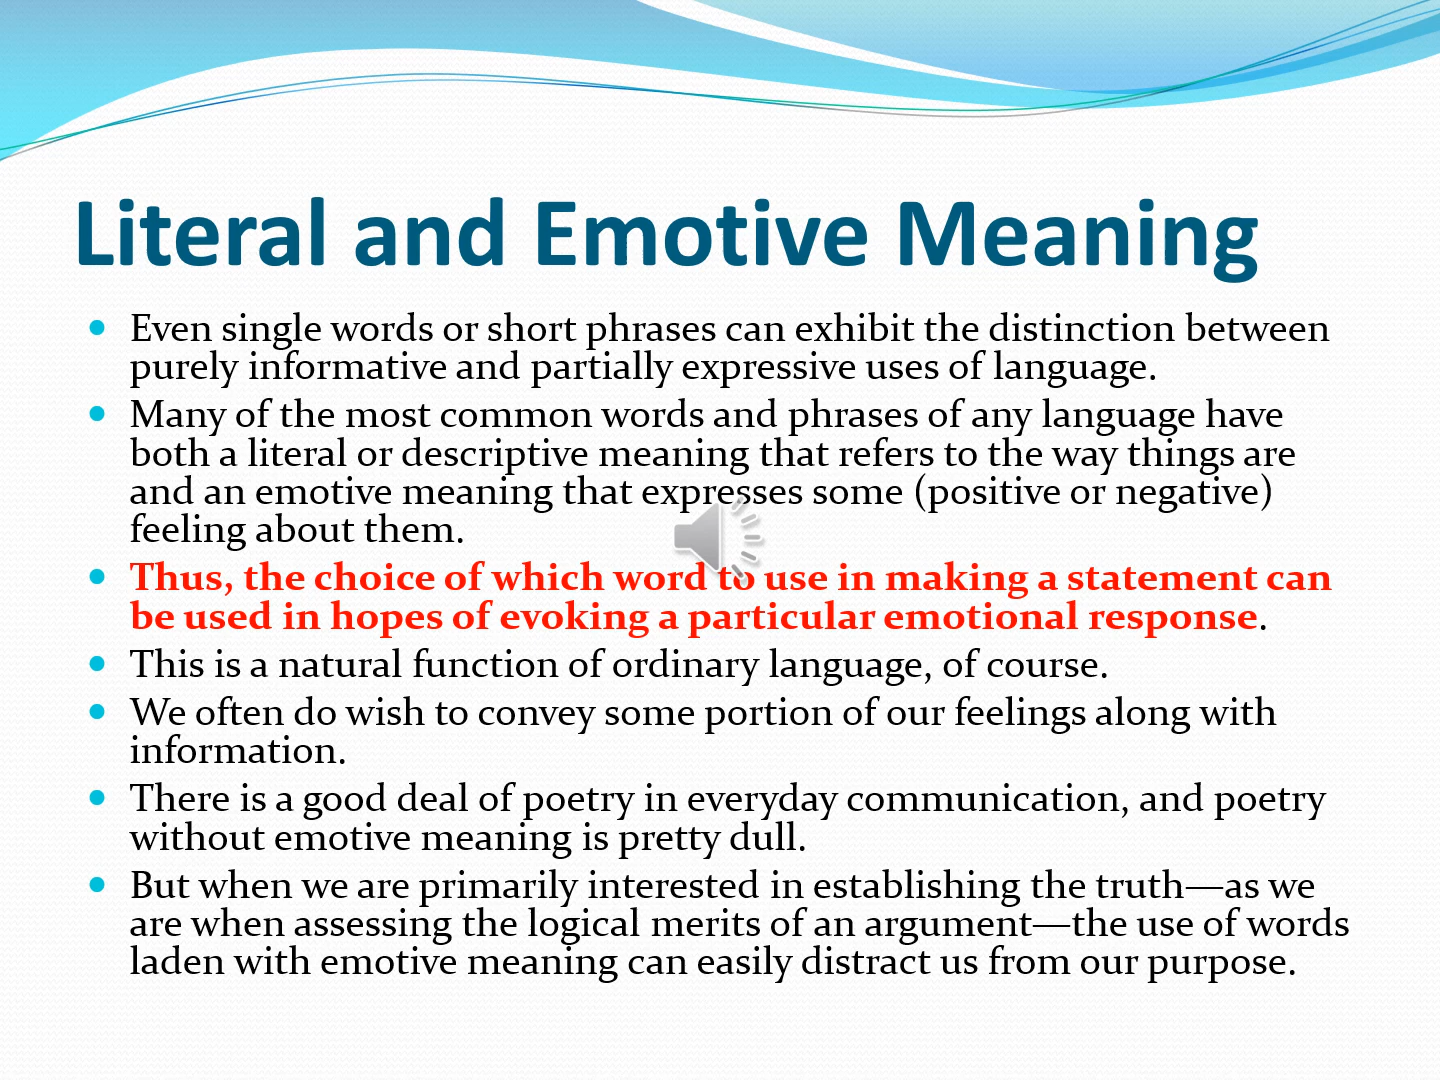 Literal and Emotive Meaning
• Even single words or short phrases can exhibit the distinction between
purely informative and partially expressive uses of language.
• Many of the most common words and phrases of any language have
both a literal or descriptive meaning that refers to the way things are
and an emotive meaning that expresses some (positive or negative)
feeling about them.
• Thus, the choice of which word to use in making a statement can
be used in hopes of evoking a particular emotional response.
• This is a natural function of ordinary language, of course.
• We often do wish to convey some portion of our feelings along with
information.
• There is a good deal of poetry in everyday communication, and poetry
without emotive meaning is pretty dull.
• But when we are primarily interested in establishing the truth—as we
are when assessing the logical merits of an argument—the use of words
laden with emotive meaning can easily distract us from our purpose.